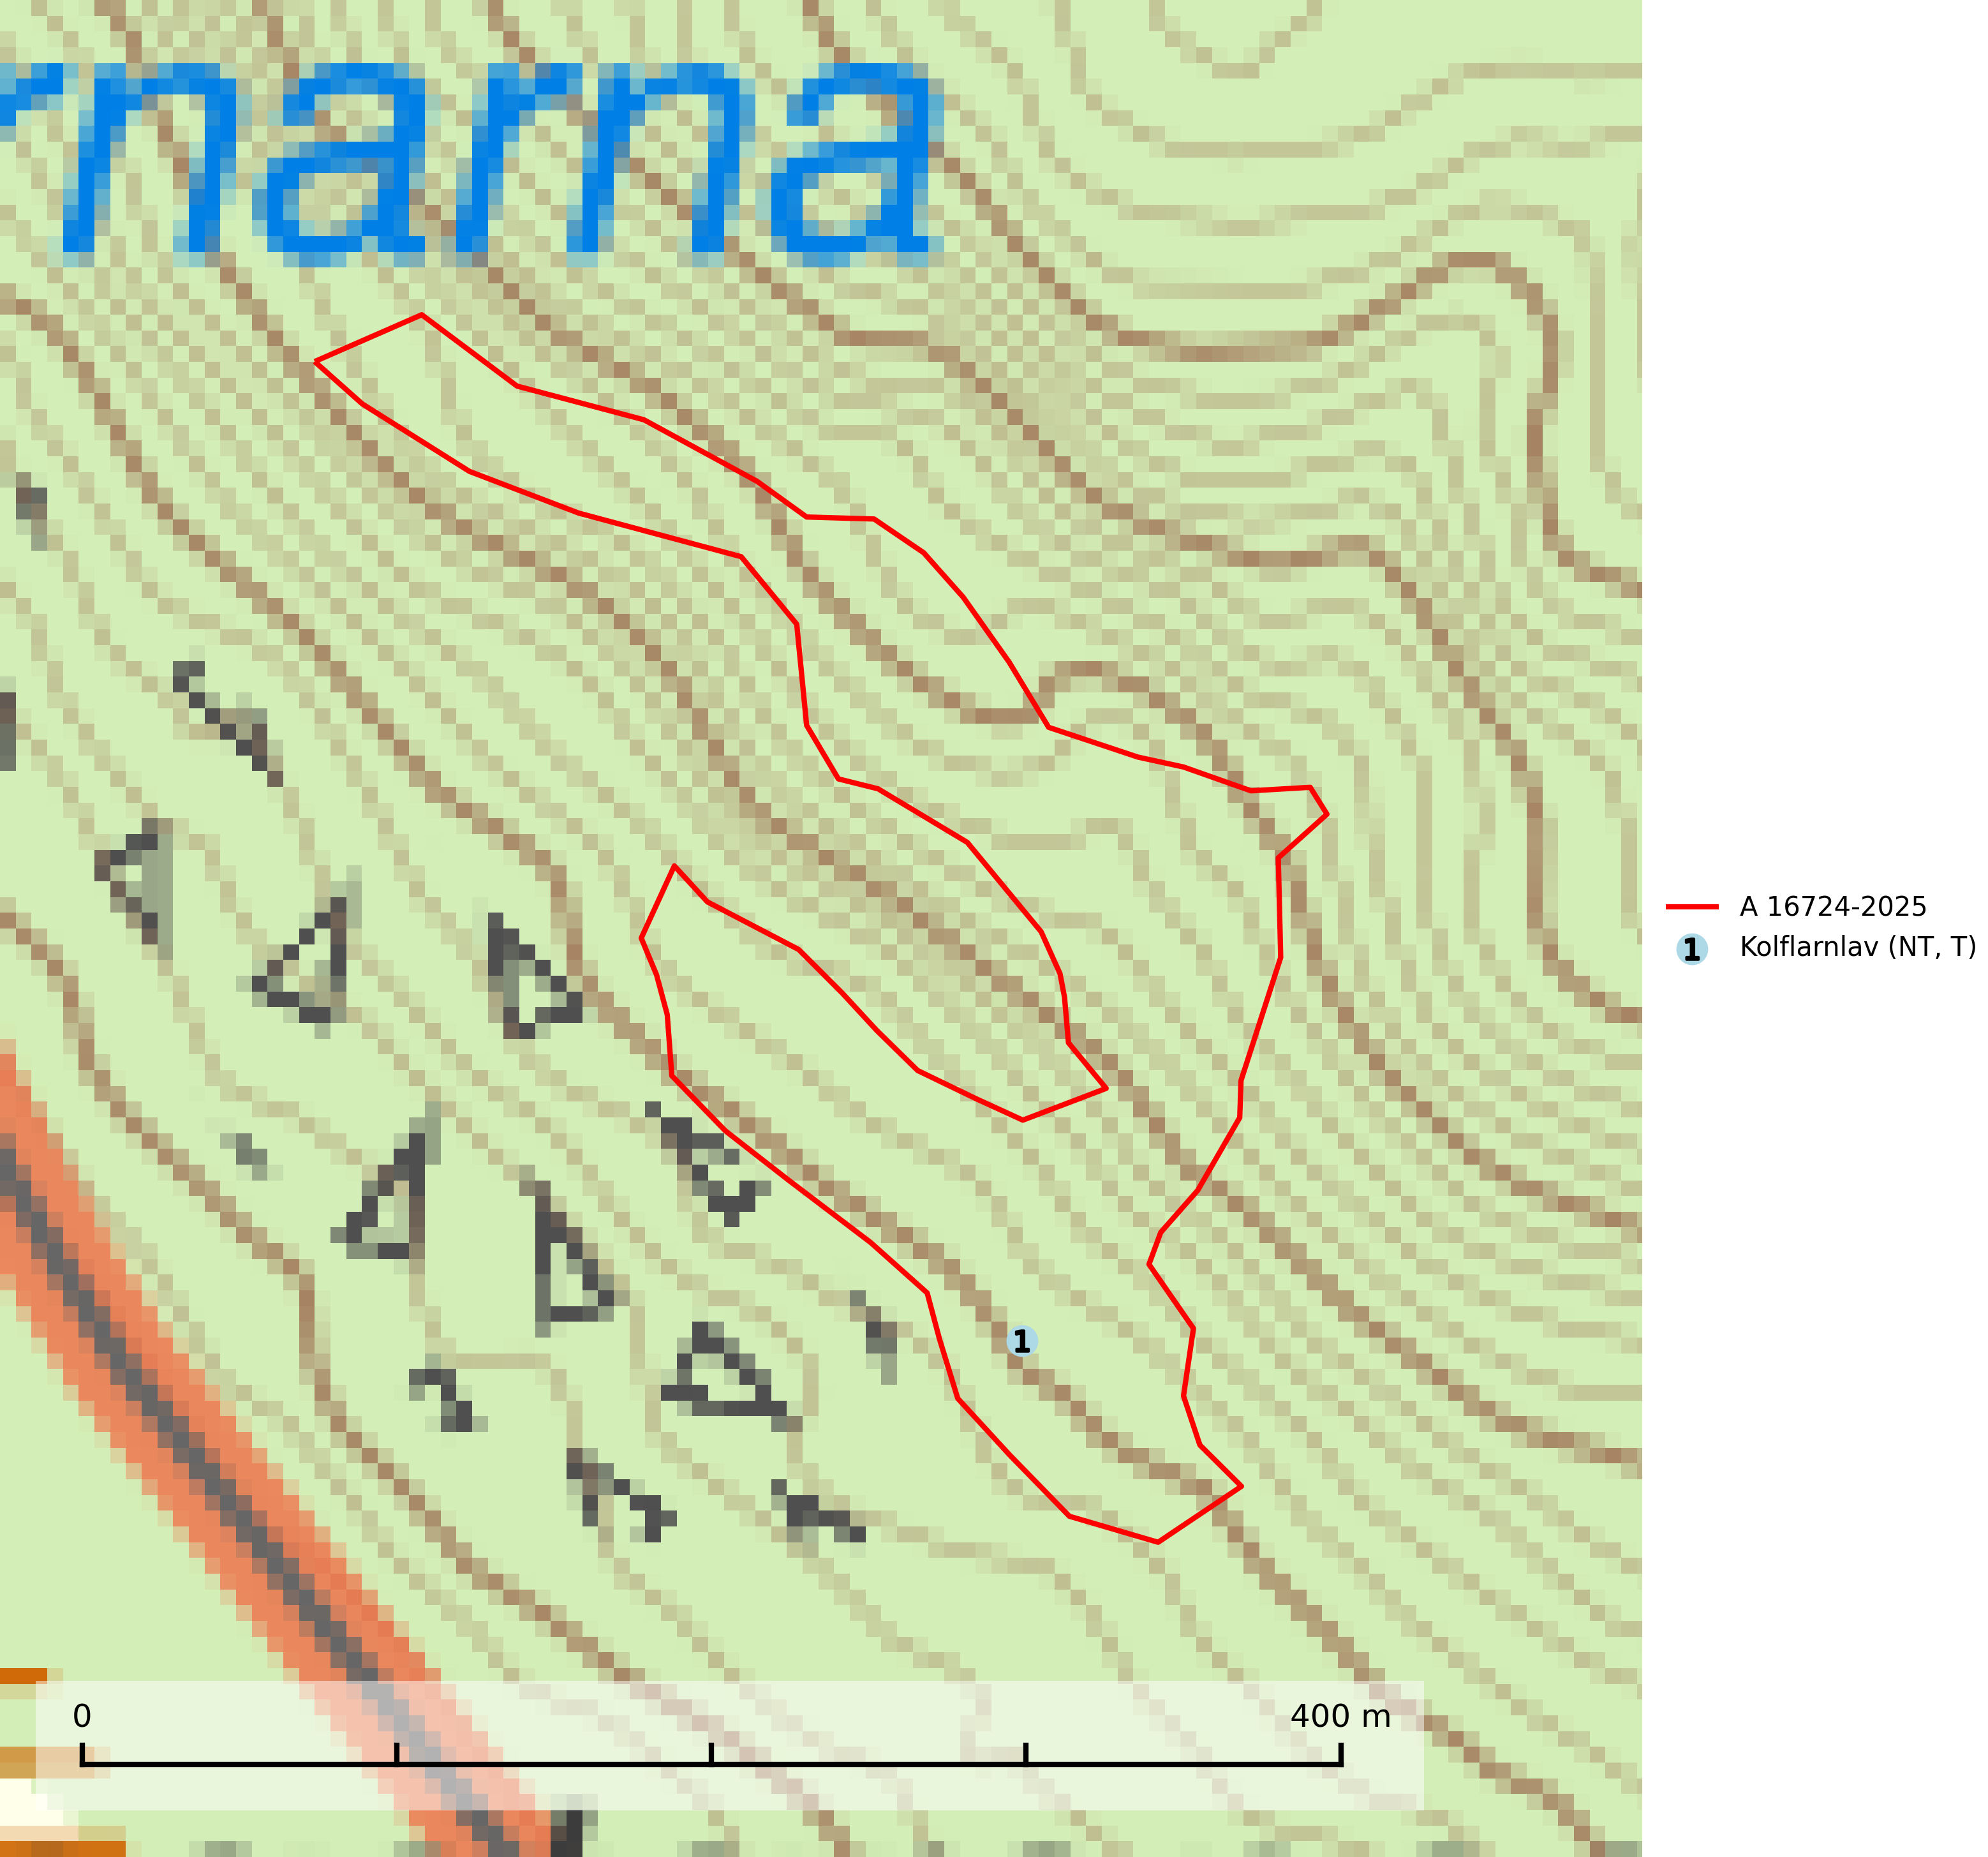 rnarna
A 16724-2025
1 Kolflarnlav (NT, T)
1
0 400 m